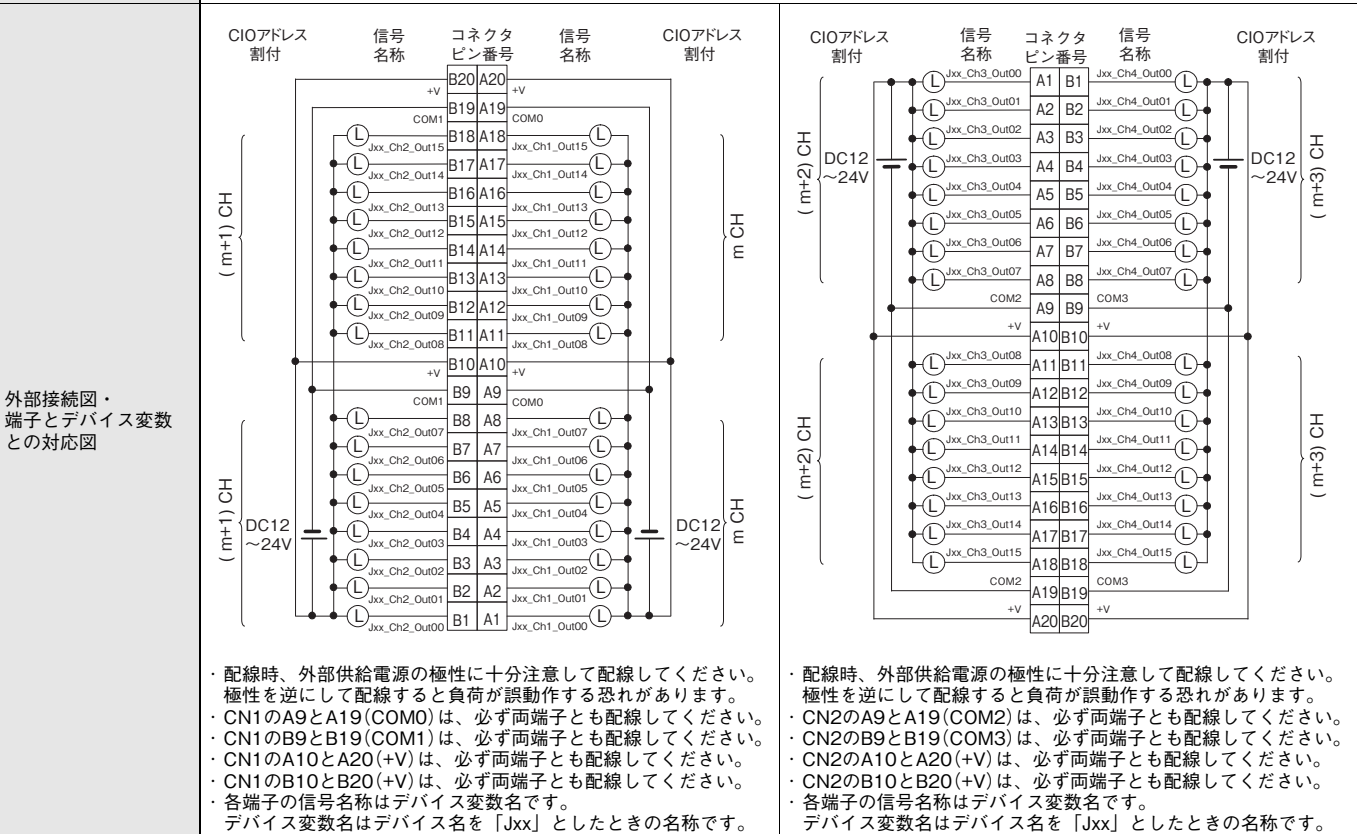 外部接続図・
端子とデバイス変数
との対応図
CIOアドレス
割付
信号
名称
コネクタ
ピン番号
信号
名称
CIOアドレス
割付
+V B20 A20 +V
COM1 B19 A19 COM0
Jxx_Ch2_Out15 B18 A18 Jxx_Ch1_Out15
Jxx_Ch2_Out14 B17 A17 Jxx_Ch1_Out14
Jxx_Ch2_Out13 B16 A16 Jxx_Ch1_Out13
Jxx_Ch2_Out12 B15 A15 Jxx_Ch1_Out12
Jxx_Ch2_Out11 B14 A14 Jxx_Ch1_Out11
Jxx_Ch2_Out10 B13 A13 Jxx_Ch1_Out10
Jxx_Ch2_Out09 B12 A12 Jxx_Ch1_Out09
Jxx_Ch2_Out08 B11 A11 Jxx_Ch1_Out08
L L L L L L L L
L L L L L L L L
(m+1) CH
m CH
+V B10 A10 +V
COM1 B9 A9 COM0
Jxx_Ch2_Out07 B8 A8 Jxx_Ch1_Out07
Jxx_Ch2_Out06 B7 A7 Jxx_Ch1_Out06
Jxx_Ch2_Out05 B6 A6 Jxx_Ch1_Out05
Jxx_Ch2_Out04 B5 A5 Jxx_Ch1_Out04
Jxx_Ch2_Out03 B4 A4 Jxx_Ch1_Out03
Jxx_Ch2_Out02 B3 A3 Jxx_Ch1_Out02
Jxx_Ch2_Out01 B2 A2 Jxx_Ch1_Out01
Jxx_Ch2_Out00 B1 A1 Jxx_Ch1_Out00
L L L L L L L L
L L L L L L L L
(m+1) CH
DC12
～24V
DC12
～24V
m CH
・配線時、外部供給電源の極性に十分注意して配線してください。
極性を逆にして配線すると負荷が誤動作する恐れがあります。
・CN1のA9とA19(COM0)は、必ず両端子とも配線してください。
・CN1のB9とB19(COM1)は、必ず両端子とも配線してください。
・CN1のA10とA20(+V)は、必ず両端子とも配線してください。
・CN1のB10とB20(+V)は、必ず両端子とも配線してください。
・各端子の信号名称はデバイス変数名です。
デバイス変数名はデバイス名を「Jxx」としたときの名称です。
CIOアドレス
割付
信号
名称
コネクタ
ピン番号
信号
名称
CIOアドレス
割付
Jxx_Ch3_Out00 A1 B1 Jxx_Ch4_Out00
Jxx_Ch3_Out01 A2 B2 Jxx_Ch4_Out01
Jxx_Ch3_Out02 A3 B3 Jxx_Ch4_Out02
Jxx_Ch3_Out03 A4 B4 Jxx_Ch4_Out03
Jxx_Ch3_Out04 A5 B5 Jxx_Ch4_Out04
Jxx_Ch3_Out05 A6 B6 Jxx_Ch4_Out05
Jxx_Ch3_Out06 A7 B7 Jxx_Ch4_Out06
Jxx_Ch3_Out07 A8 B8 Jxx_Ch4_Out07
L L L L L L L L
L L L L L L L L
(m+2) CH
DC12
～24V
DC12
～24V
(m+3) CH
COM2 A9 B9 COM3
+V A10 B10 +V
Jxx_Ch3_Out08 A11 B11 Jxx_Ch4_Out08
Jxx_Ch3_Out09 A12 B12 Jxx_Ch4_Out09
Jxx_Ch3_Out10 A13 B13 Jxx_Ch4_Out10
Jxx_Ch3_Out11 A14 B14 Jxx_Ch4_Out11
Jxx_Ch3_Out12 A15 B15 Jxx_Ch4_Out12
Jxx_Ch3_Out13 A16 B16 Jxx_Ch4_Out13
Jxx_Ch3_Out14 A17 B17 Jxx_Ch4_Out14
Jxx_Ch3_Out15 A18 B18 Jxx_Ch4_Out15
L L L L L L L L
L L L L L L L L
(m+2) CH
(m+3) CH
COM2 A19 B19 COM3
+V A20 B20 +V
・配線時、外部供給電源の極性に十分注意して配線してください。
極性を逆にして配線すると負荷が誤動作する恐れがあります。
・CN2のA9とA19(COM2)は、必ず両端子とも配線してください。
・CN2のB9とB19(COM3)は、必ず両端子とも配線してください。
・CN2のA10とA20(+V)は、必ず両端子とも配線してください。
・CN2のB10とB20(+V)は、必ず両端子とも配線してください。
・各端子の信号名称はデバイス変数名です。
デバイス変数名はデバイス名を「Jxx」としたときの名称です。